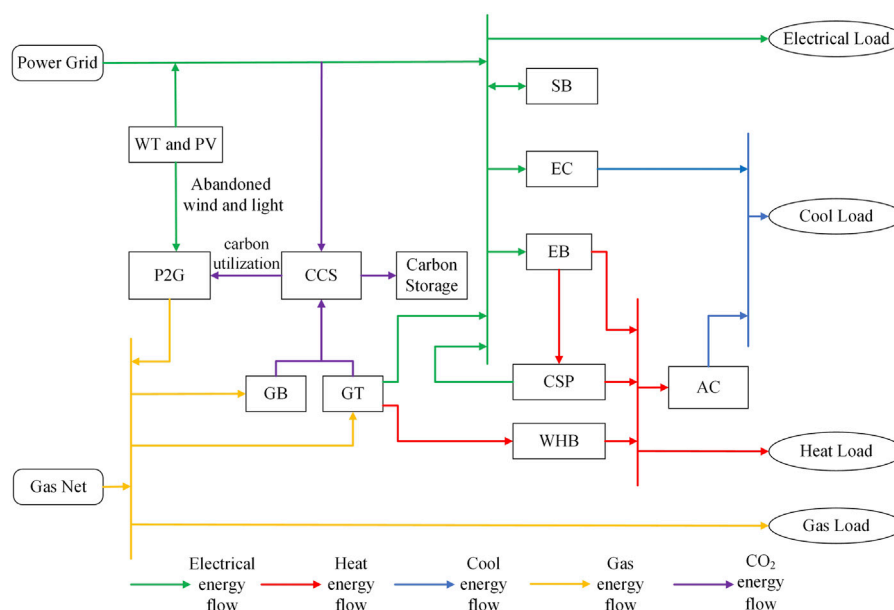 Electrical Load
Power Grid
SB
WT and PV
EC
Abandoned
wind and light
Cool Load
carbon
utilization
EB
P2G
CCS
Carbon
Storage
GB
GT
CSP
AC
WHB
Heat Load
Gas Net
Gas Load
Electrical
energy
flow
Heat
energy
flow
Cool
energy
flow
Gas
energy
flow
CO₂
energy
flow